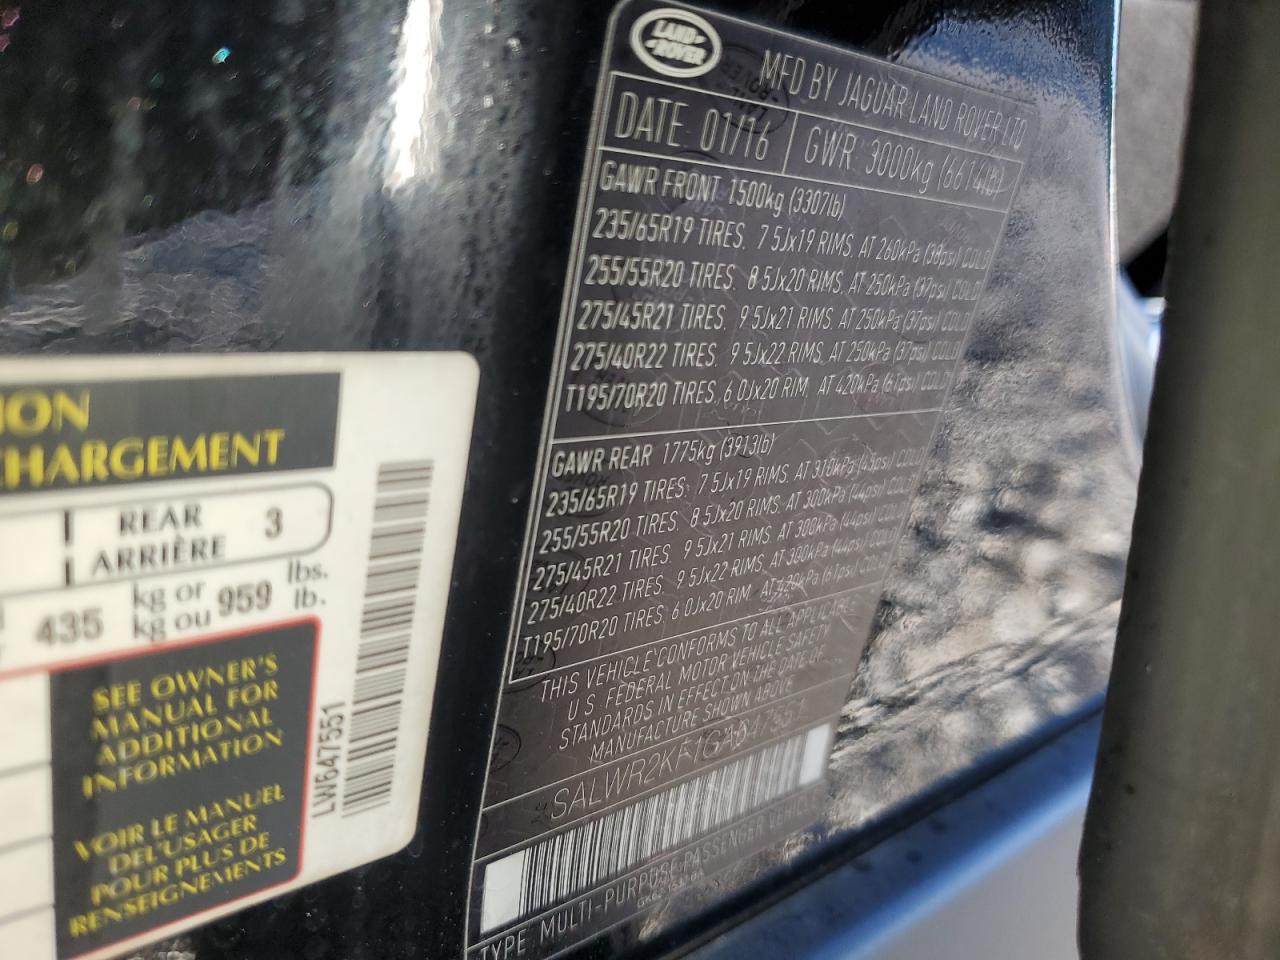 ION
CHARGEMENT
REAR 3
ARRIÈRE
435 kg or 959 lbs.
kg ou lb.
SEE OWNER'S
MANUAL FOR
ADDITIONAL
INFORMATION
VOIR LE MANUEL
DEL'USAGER
POUR PLUS DE
RENSEIGNEMENTS
LW647551
LAND
ROVER
MFD BY JAGUAR LAND ROVER LTD
DATE 01/16 GWR 3000kg (6614lb)
GAWR FRONT 1500kg (3307lb)
235/65R19 TIRES, 7 5Jx19 RIMS, AT 260kPa (38psi) COLD
255/55R20 TIRES, 8 5Jx20 RIMS, AT 250kPa (37psi) COLD
275/45R21 TIRES, 9 5Jx21 RIMS, AT 250kPa (37psi) COLD
275/40R22 TIRES, 9 5Jx22 RIMS, AT 250kPa (37psi) COLD
T195/70R20 TIRES, 6 0Jx20 RIM, AT 420kPa (61psi) COLD
GAWR REAR 1775kg (3913lb)
235/65R19 TIRES, 7 5Jx19 RIMS, AT 310kPa (45psi) COLD
255/55R20 TIRES, 8 5Jx20 RIMS, AT 300kPa (44psi) COLD
275/45R21 TIRES, 9 5Jx21 RIMS, AT 300kPa (44psi) COLD
275/40R22 TIRES, 9 5Jx22 RIMS, AT 300kPa (44psi) COLD
T195/70R20 TIRES, 6 0Jx20 RIM, AT 420kPa (61psi) COLD
THIS VEHICLE CONFORMS TO ALL APPLICABLE
U.S. FEDERAL MOTOR VEHICLE SAFETY
STANDARDS IN EFFECT ON THE DATE OF
MANUFACTURE SHOWN ABOVE
SALWR2KF1GA647551
TYPE MULTI-PURPOSE PASSENGER